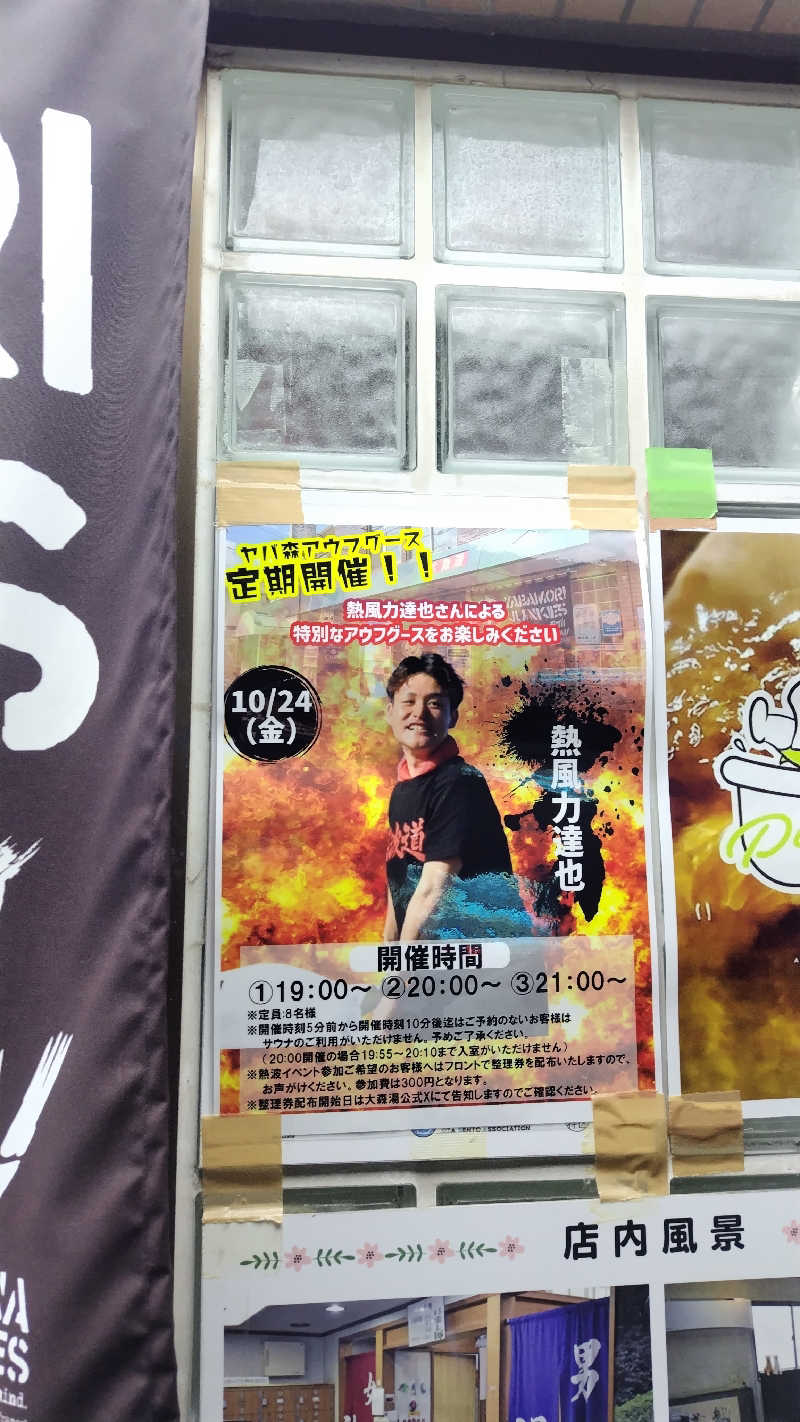 RI
S
ヤバ森アウフグース
定期開催！！
熱風力達也さんによる
特別なアウフグースをお楽しみください
YABAMORI
10/24
(金)
熱風力達也
道
開催時間
①19:00～ ②20:00～ ③21:00～
※定員:8名様
※開催時刻5分前から開催時刻10分後迄はご予約のないお客様は
サウナのご利用がいただけません。予めご了承ください。
(20:00開催の場合19:55～20:10まで入室がいただけません)
※熱波イベント参加ご希望のお客様へはフロントで整理券を配布いたしますので、
お声がけください。参加費は300円となります。
※整理券配布開始日は大森湯公式Xにて告知しますのでご確認ください。
店内風景
男